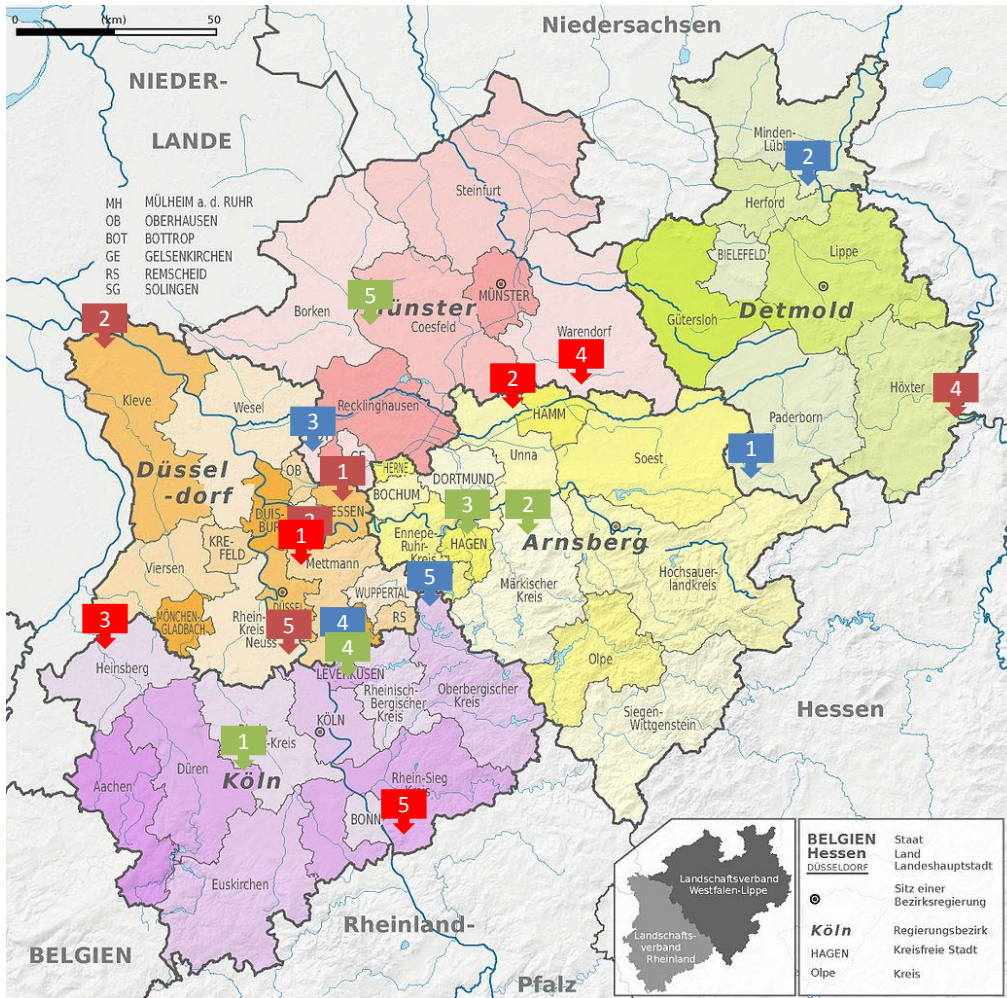 0 (km) 50
Niedersachsen
NIEDER-
LANDE
MH MÜLHEIM a. d. RUHR
OB OBERHAUSEN
BOT BOTTROP
GE GELSENKIRCHEN
RS REMSCHEID
SG SOLINGEN
Minden-
2
Herford
Steinfurt
BIELEFELD
Lippe
MÜNSTER
5
Borken
Coesfeld
Detmold
Gütersloh
2
Warendorf
4
2
4
Kleve
Wesel
Recklinghausen
HAMM
Höxter
Paderborn
3
1
Unna
Soest
OB
GE
1
HERNE
DORTMUND
Düssel
-dorf
BOCHUM
3
2
1
KRE-
FELD
Ennepe-
Ruhr-
Kreis
HAGEN
Arnsberg
Viersen
Mettmann
Märkischer
Kreis
Hochsauer-
landkreis
5
WUPPERTAL
RS
3
MÖNCHEN-
GLADBACH
Rhein-
Kreis
Neuss
5
4
4
Heinsberg
LEVERKUSEN
Olpe
Rheinisch-
Bergischer
Kreis
Oberbergischer
Kreis
Siegen-
Wittgenstein
Hessen
KÖLN
1
-Kreis
Köln
Düren
Aachen
Rhein-Sieg
5
BONN
Euskirchen
Rheinland-
Pfalz
BELGIEN
Landschaftsverband
Westfalen-Lippe
Landschafts-
verband
Rheinland
BELGIEN Staat
Hessen Land
DÜSSELDORF Landeshauptstadt
Sitz einer
Bezirksregierung
Köln Regierungsbezirk
HAGEN Kreisfreie Stadt
Olpe Kreis